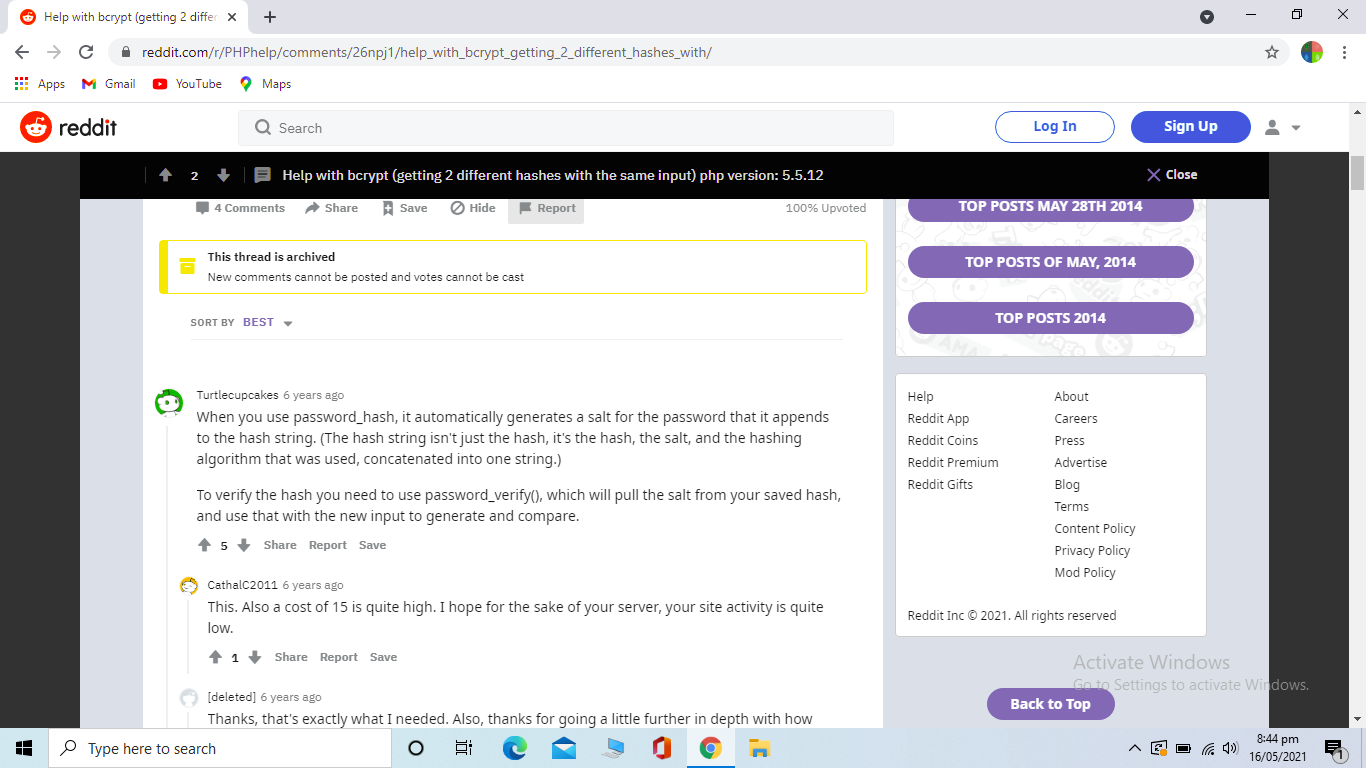 Help with bcrypt (getting 2 differ
reddit.com/r/PHPhelp/comments/26npj1/help_with_bcrypt_getting_2_different_hashes_with/
Apps Gmail YouTube Maps
reddit Search Log In Sign Up
2 Help with bcrypt (getting 2 different hashes with the same input) php version: 5.5.12 Close
4 Comments Share Save Hide Report 100% Upvoted
This thread is archived
New comments cannot be posted and votes cannot be cast
SORT BY BEST
Turtlecupcakes 6 years ago
When you use password_hash, it automatically generates a salt for the password that it appends
to the hash string. (The hash string isn't just the hash, it's the hash, the salt, and the hashing
algorithm that was used, concatenated into one string.)
To verify the hash you need to use password_verify(), which will pull the salt from your saved hash,
and use that with the new input to generate and compare.
5 Share Report Save
CathalC2011 6 years ago
This. Also a cost of 15 is quite high. I hope for the sake of your server, your site activity is quite
low.
1 Share Report Save
[deleted] 6 years ago
Thanks, that's exactly what I needed. Also, thanks for going a little further in depth with how
TOP POSTS MAY 28TH 2014
TOP POSTS OF MAY, 2014
TOP POSTS 2014
Help About
Reddit App Careers
Reddit Coins Press
Reddit Premium Advertise
Reddit Gifts Blog
Terms
Content Policy
Privacy Policy
Mod Policy
Reddit Inc © 2021. All rights reserved
Activate Windows
Go to Settings to activate Windows.
Back to Top
Type here to search
8:44 pm
16/05/2021
1